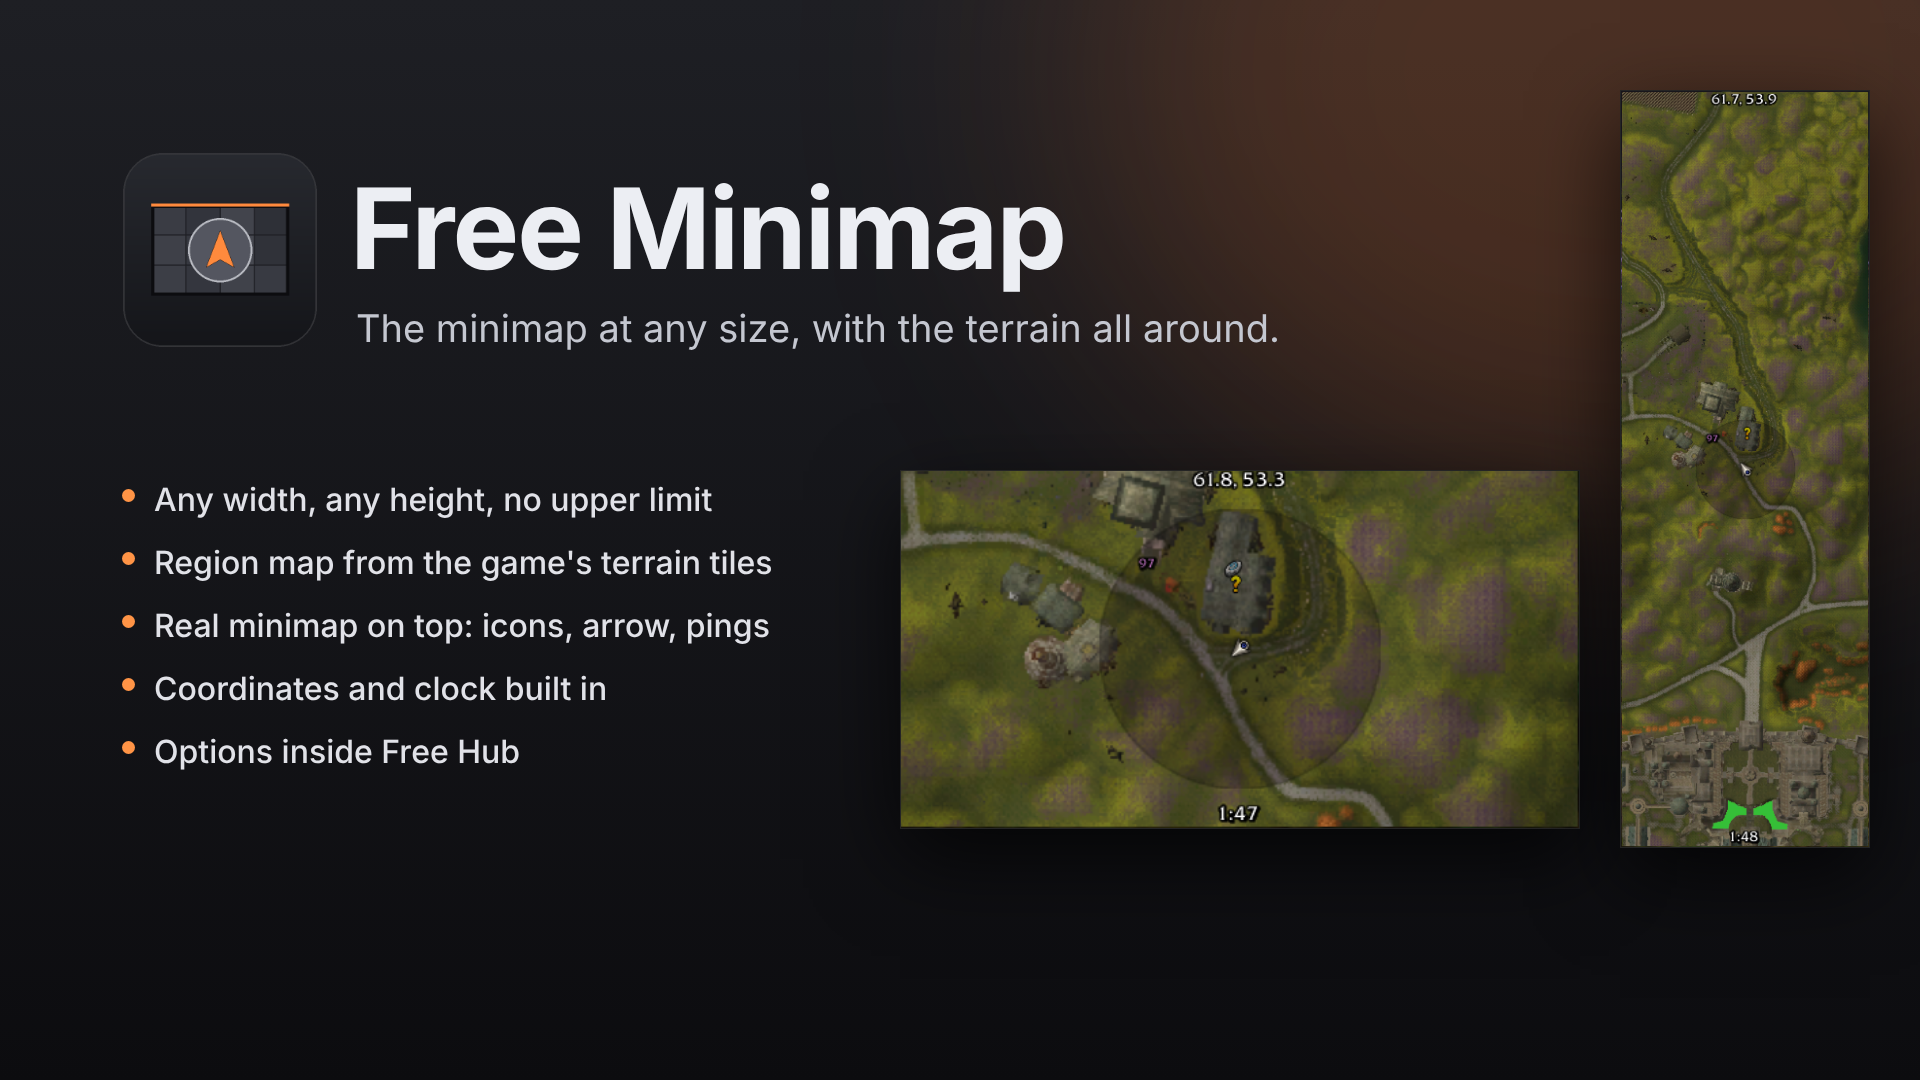 Free Minimap
The minimap at any size, with the terrain all around.
Any width, any height, no upper limit
Region map from the game's terrain tiles
Real minimap on top: icons, arrow, pings
Coordinates and clock built in
Options inside Free Hub
61.8, 53.3
97
?
1:47
61.7, 53.9
97
?
1:48